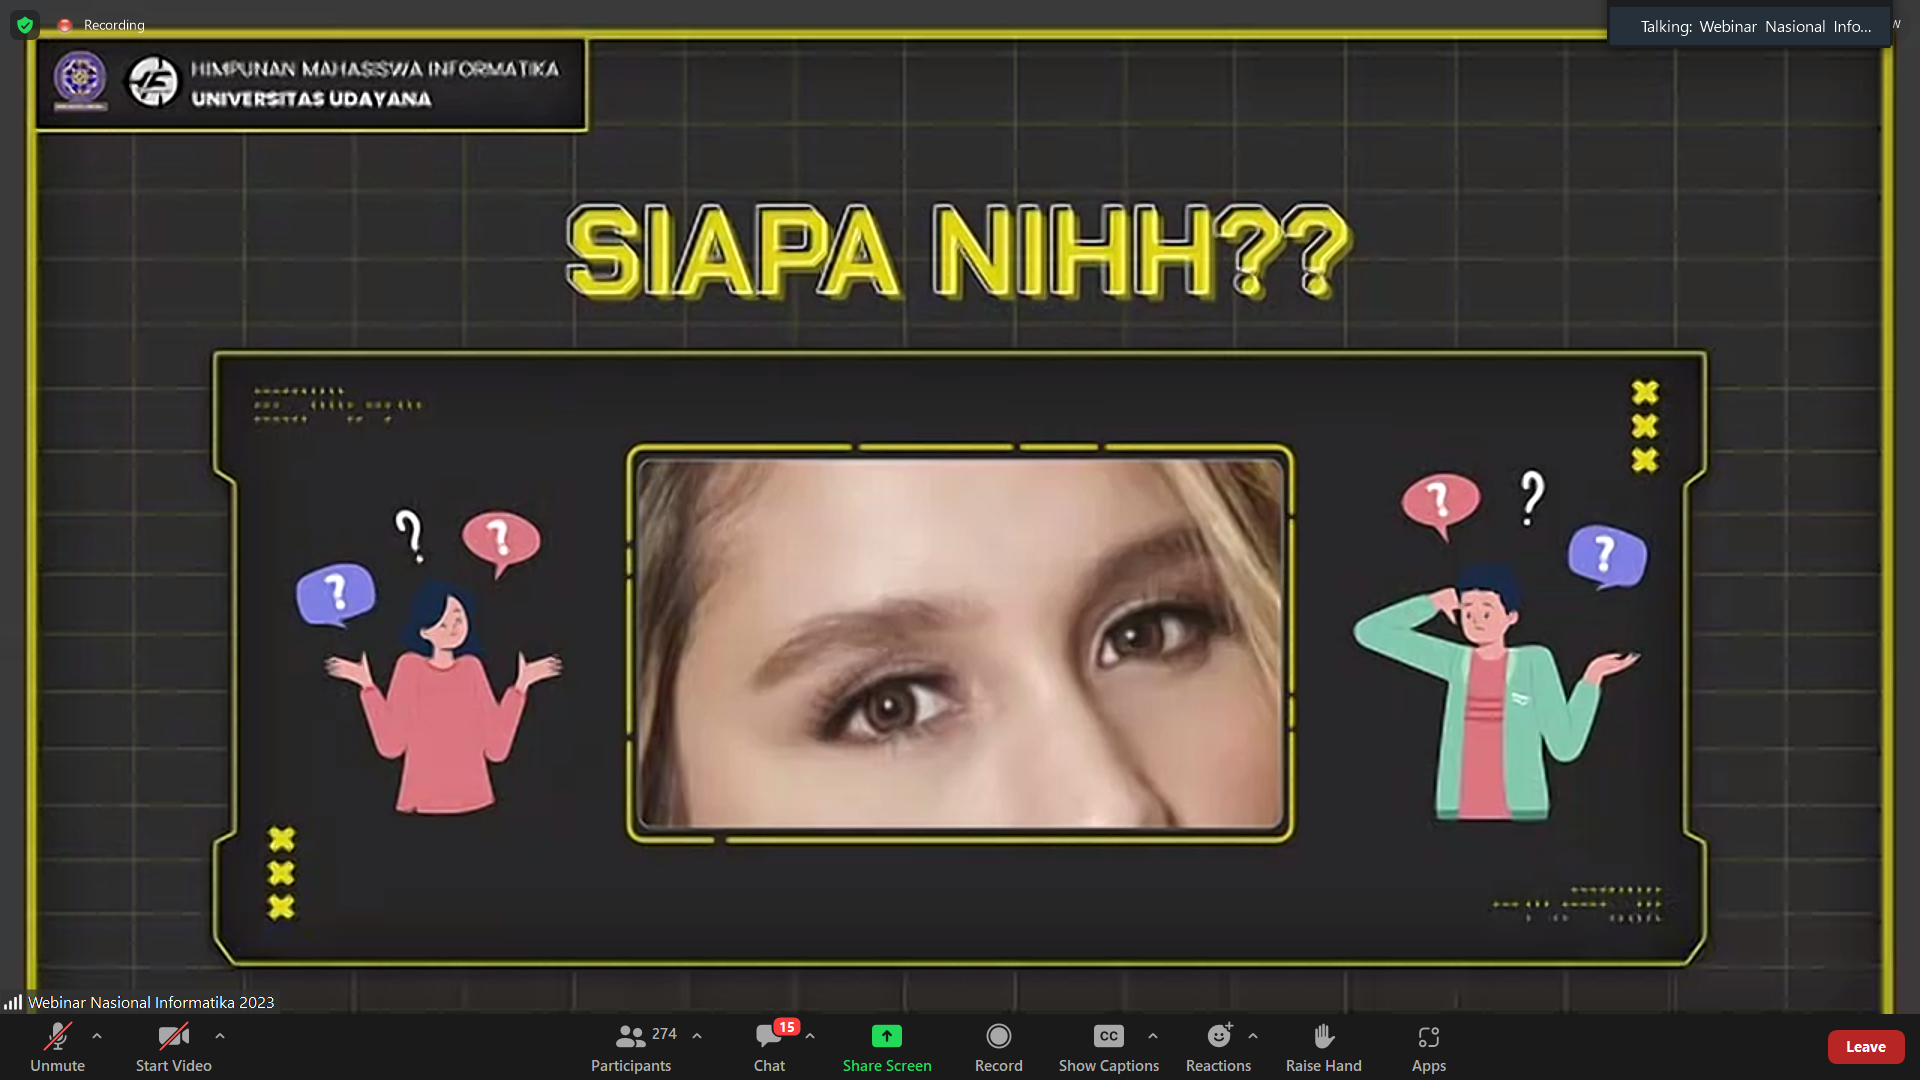 Recording
Talking: Webinar Nasional Info...
HIMPUNAN MAHASISWA INFORMATIKA
UNIVERSITAS UDAYANA
SIAPA NIHH??
?
?
?
?
?
?
Webinar Nasional Informatika 2023
Unmute
Start Video
274
Participants
15
Chat
Share Screen
Record
CC
Show Captions
Reactions
Raise Hand
Apps
Leave